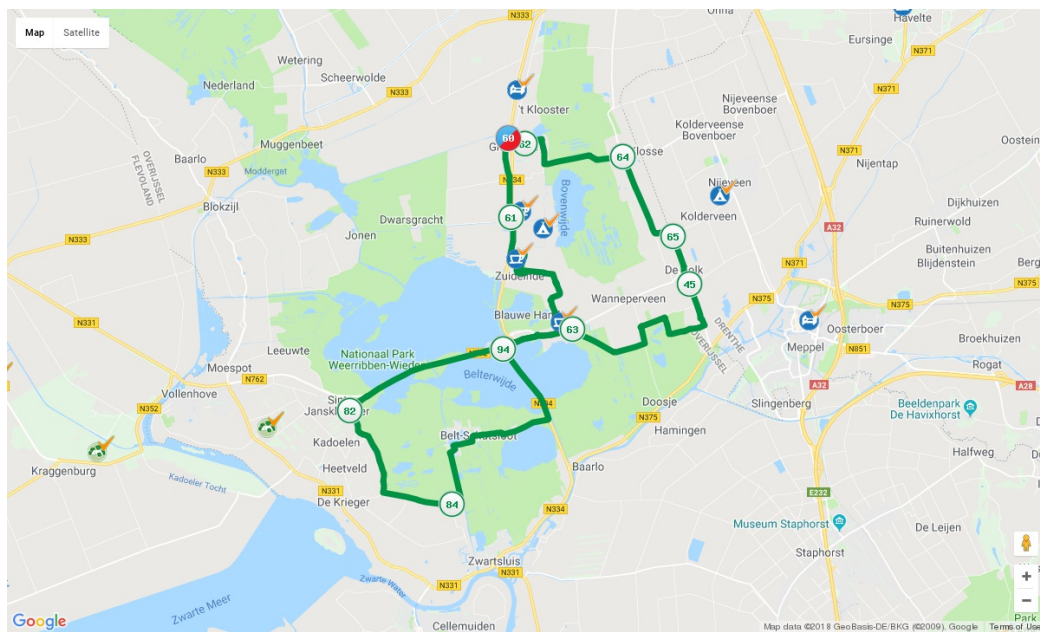 Map
Satellite
N333
Onna
Havelte
Eursinge
N371
Wetering
Scheerwolde
Nederland
N333
't Klooster
Nijeveense
Bovenboer
N371
Kolderveense
Bovenboer
OVERIJSSEL
FLEVOLAND
Muggenbeet
60
62
64
Klosse
Nijentap
N371
Baarlo
N333
Moddergat
N334
Nijeveen
Blokzijl
Dwarsgracht
61
Bovenwijde
Kolderveen
Dijkhuizen
Ruinerwold
A32
Jonen
65
N333
Buitenhuizen
Blijdenstein
Zuideinde
De Kolk
N371
N375
45
Wanneperveen
N375
N375
Blauwe Hand
63
DRENTHE
OVERIJSSEL
Oosterboer
N331
Leeuwte
Nationaal Park
Weerribben-Wieden
94
Meppel
N851
Broekhuizen
Moespot
N762
Belterwijde
Rogat
A32
A28
Vollenhove
82
Doosje
Slingenberg
N352
Beeldenpark
De Havixhorst
N375
Kadoelen
Belt-Schutsloot
Hamingen
Halfweg
Kraggenburg
Heetveld
Baarlo
Kadoeler Tocht
N331
De Krieger
84
E232
N334
Museum Staphorst
De Leijen
Staphorst
Zwartsluis
N331
N331
Zwarte Water
Zwarte Meer
Cellemuiden
Google
Map data ©2018 GeoBasis-DE/BKG (©2009), Google
Terms of Use